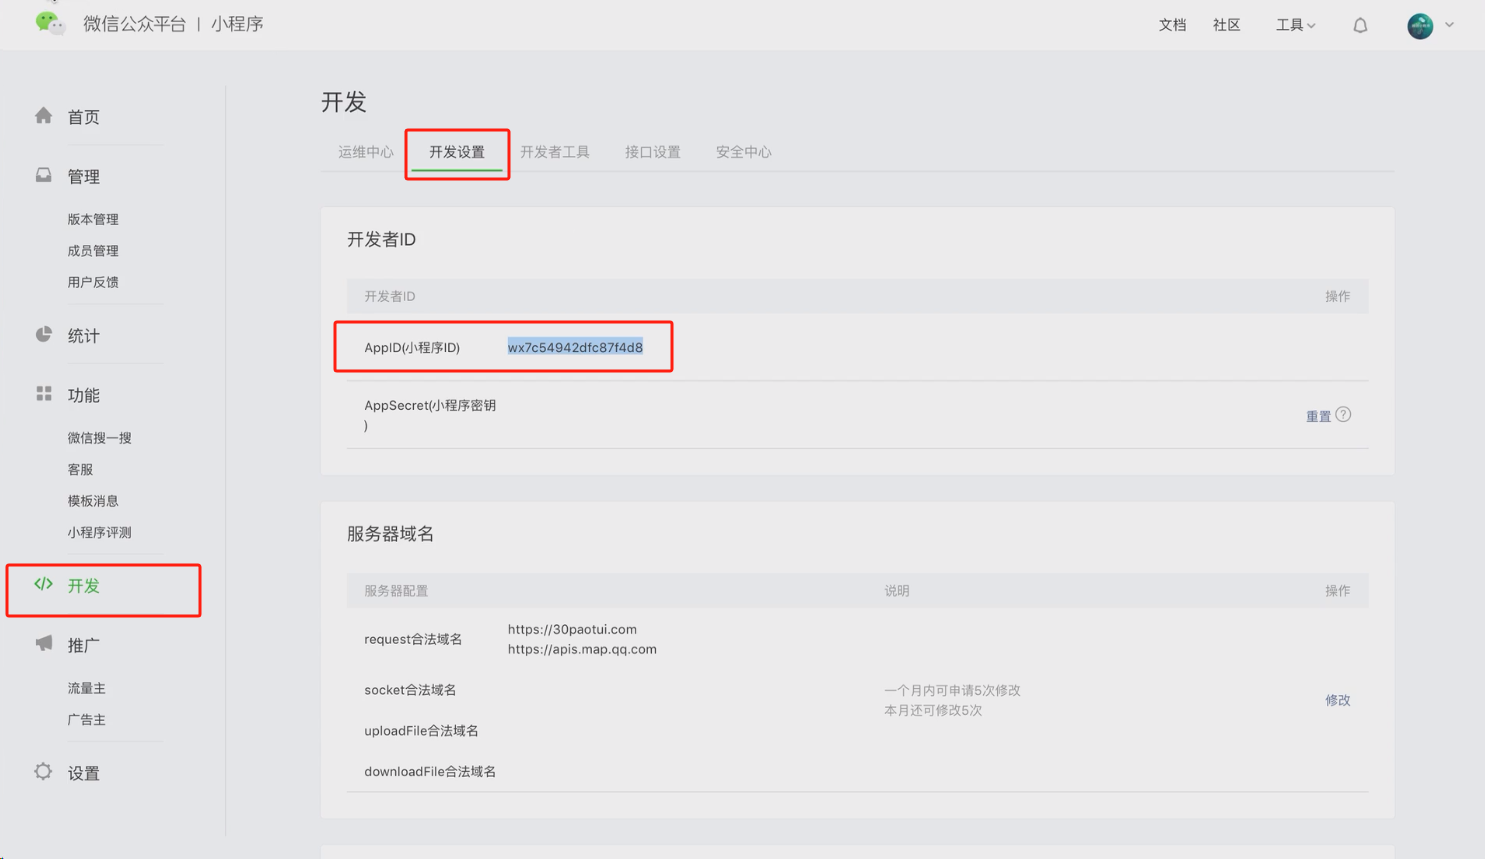 微信公众平台 | 小程序
文档 社区 工具
首页
管理
版本管理
成员管理
用户反馈
统计
功能
微信搜一搜
客服
模板消息
小程序评测
</> 开发
推广
流量主
广告主
设置
开发
运维中心 开发设置 开发者工具 接口设置 安全中心
开发者ID
开发者ID 操作
AppID(小程序ID) wx7c54942dfc87f4d8
AppSecret(小程序密钥
)
重置 ?
服务器域名
服务器配置 说明 操作
request合法域名 https://30paotui.com
https://apis.map.qq.com
socket合法域名
一个月内可申请5次修改
本月还可修改5次
修改
uploadFile合法域名
downloadFile合法域名